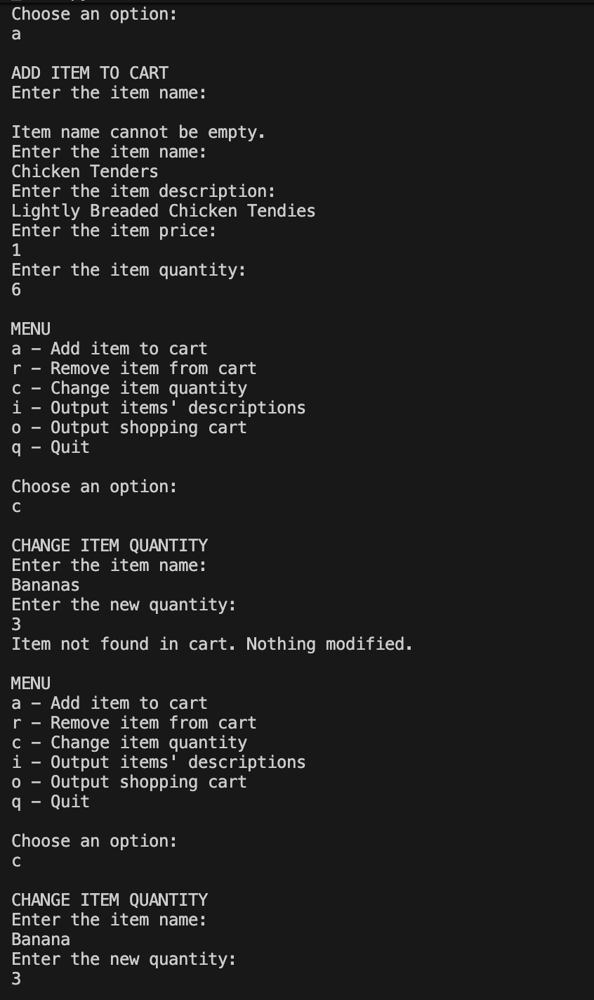 Choose an option:
a
ADD ITEM TO CART
Enter the item name:
Item name cannot be empty.
Enter the item name:
Chicken Tenders
Enter the item description:
Lightly Breaded Chicken Tendies
Enter the item price:
1
Enter the item quantity:
6
MENU
a – Add item to cart
r – Remove item from cart
c – Change item quantity
i – Output items' descriptions
o – Output shopping cart
q – Quit
Choose an option:
c
CHANGE ITEM QUANTITY
Enter the item name:
Bananas
Enter the new quantity:
3
Item not found in cart. Nothing modified.
MENU
a – Add item to cart
r – Remove item from cart
c – Change item quantity
i – Output items' descriptions
o – Output shopping cart
q – Quit
Choose an option:
c
CHANGE ITEM QUANTITY
Enter the item name:
Banana
Enter the new quantity:
3